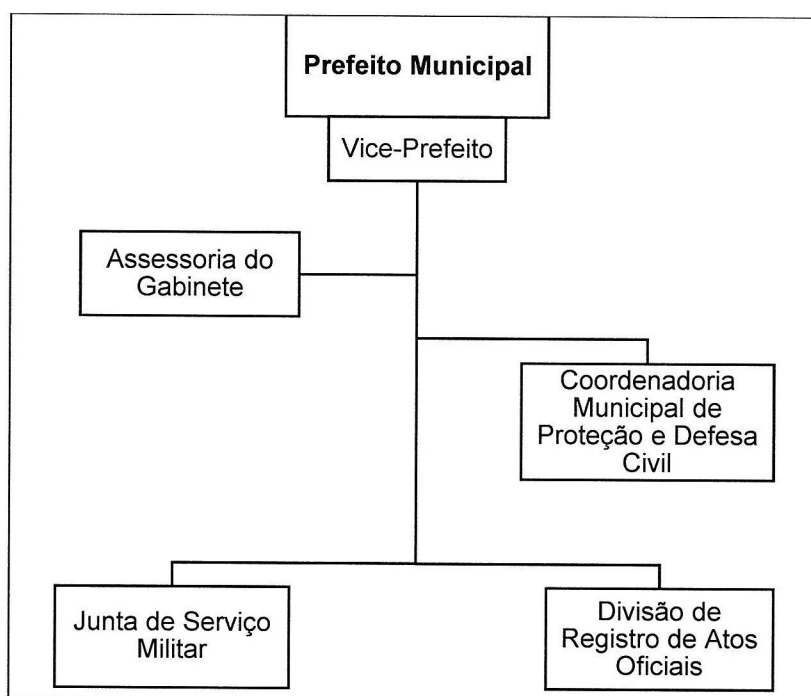 Prefeito Municipal
Vice-Prefeito
Assessoria do
Gabinete
Coordenadoria
Municipal de
Proteção e Defesa
Civil
Junta de Serviço
Militar
Divisão de
Registro de Atos
Oficiais